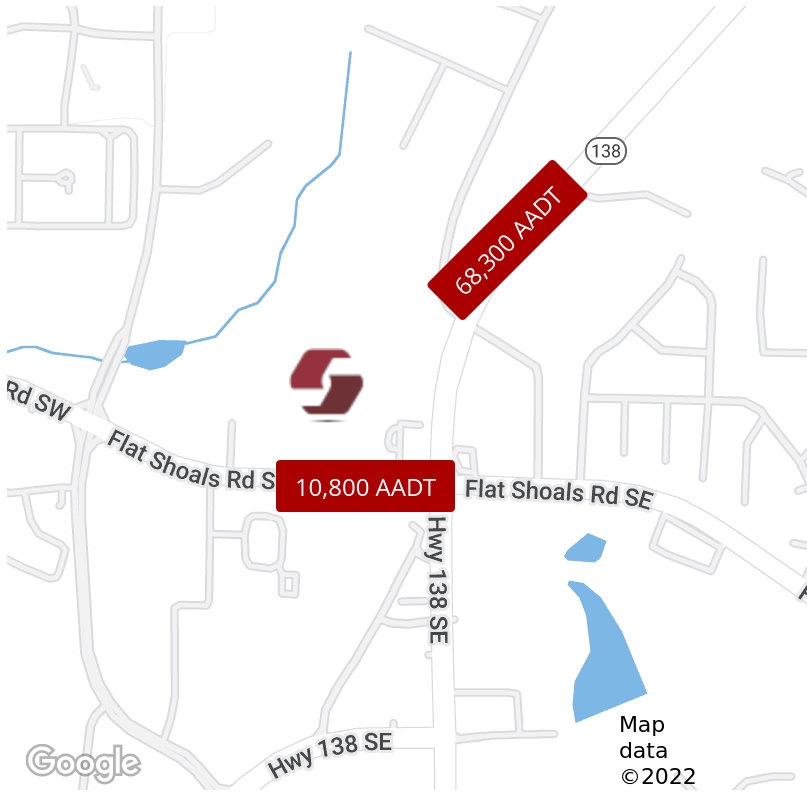 138
68,300 AADT
Rd SW
Flat Shoals Rd S
10,800 AADT
Flat Shoals Rd SE
Hwy 138 SE
Hwy 138 SE
Map
data
©2022
Google